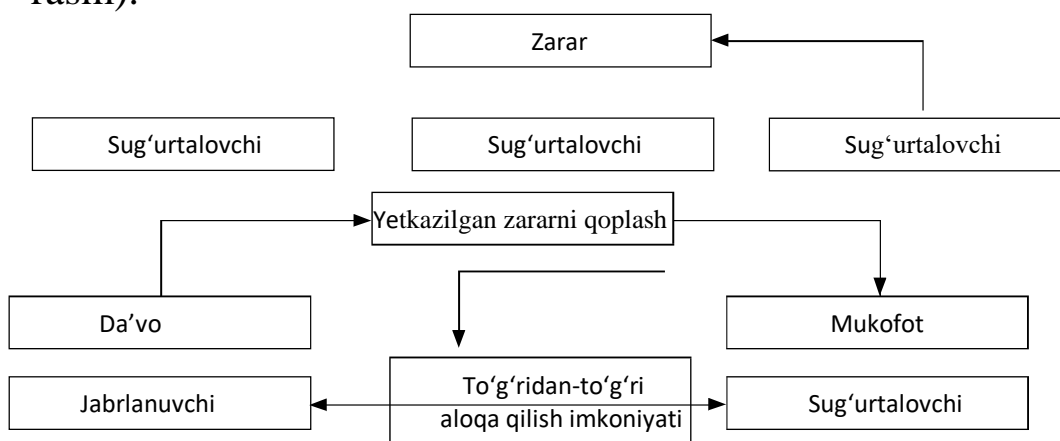 rasm).
Zarar
Sug‘urtalovchi
Sug‘urtalovchi
Sug‘urtalovchi
Yetkazilgan zararni qoplash
Da’vo
Mukofot
Jabrlanuvchi
To‘g‘ridan-to‘g‘ri
aloqa qilish imkoniyati
Sug‘urtalovchi